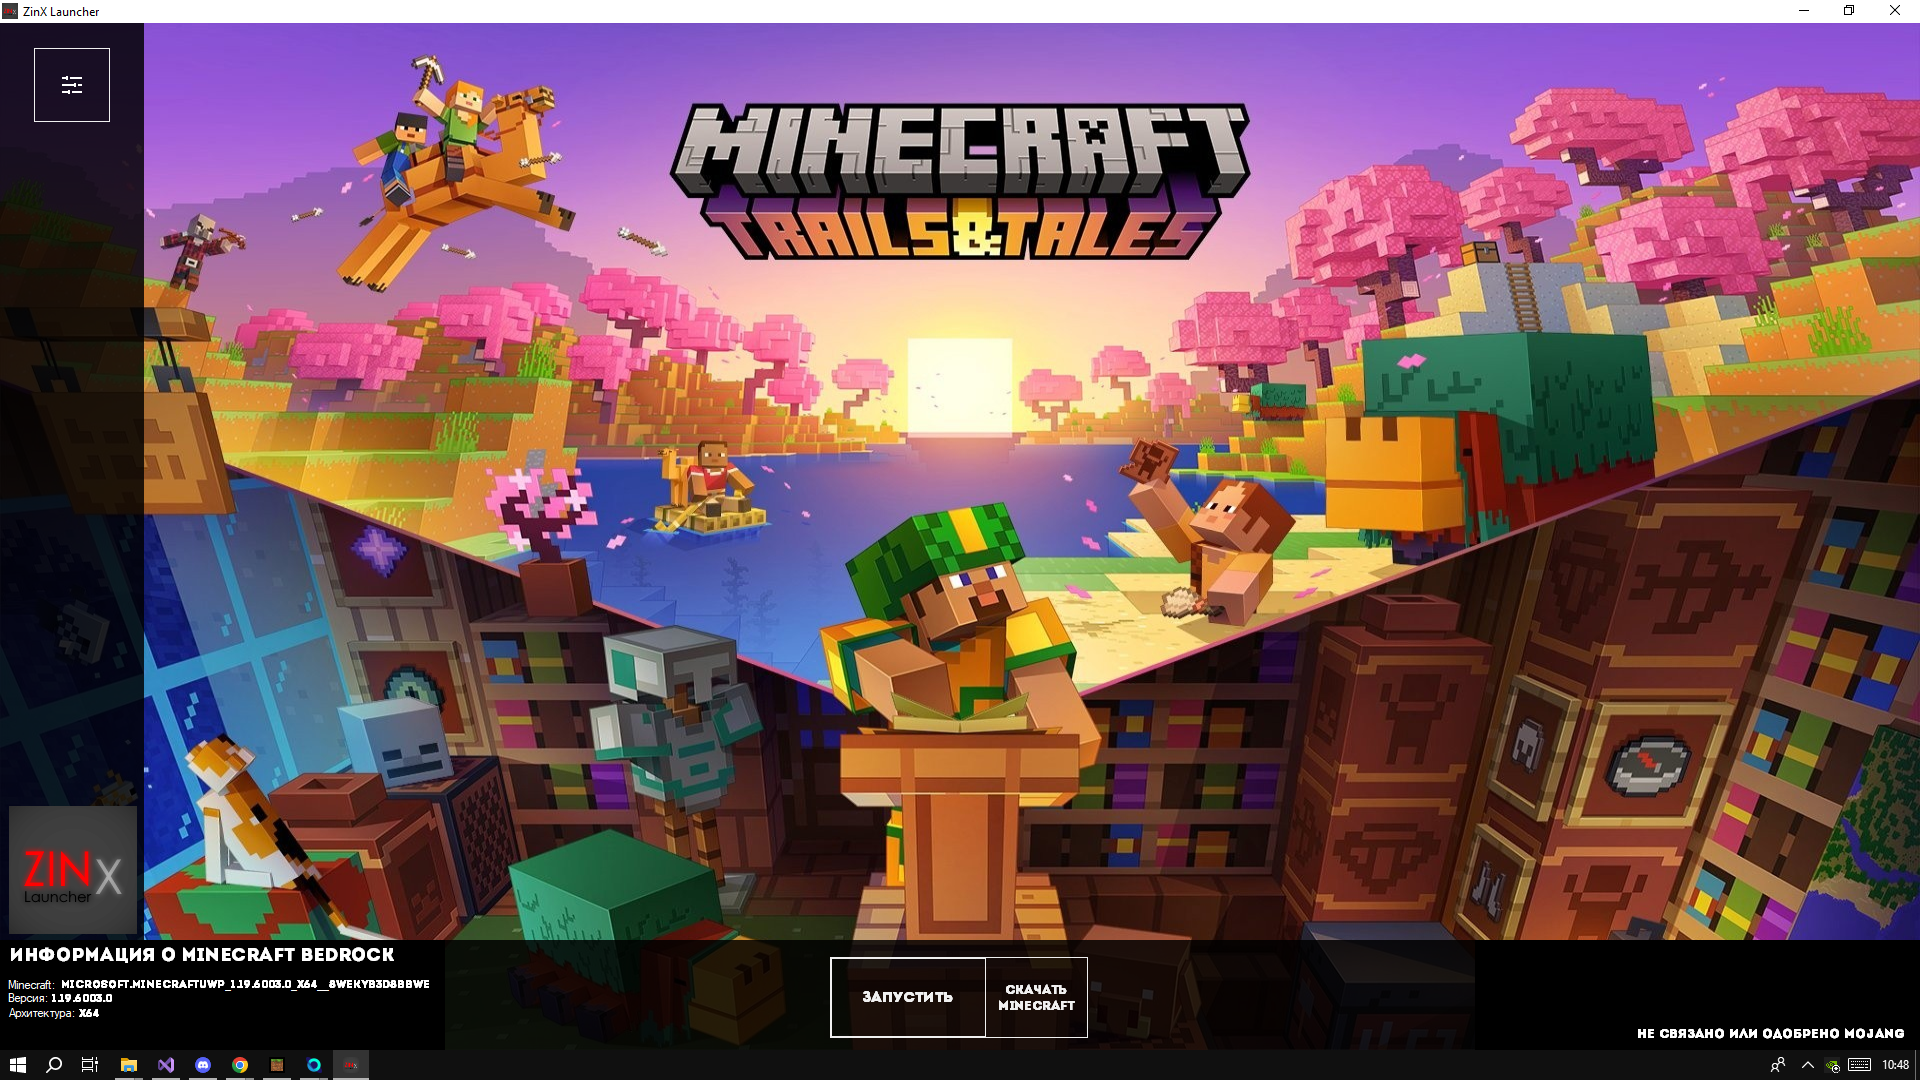 ZinX Launcher
MINECRAFT
TRAILS & TALES
ZINX
Launcher
ИНФОРМАЦИЯ О MINECRAFT BEDROCK
Minecraft: MICROSOFT.MINECRAFTUWP_1.19.6003.0_X64__8WEKYB3D8BBWE
Версия: 1.19.6003.0
Архитектура: X64
ЗАПУСТИТЬ
СКАЧАТЬ
MINECRAFT
НЕ СВЯЗАНО ИЛИ ОДОБРЕНО MOJANG
10:48